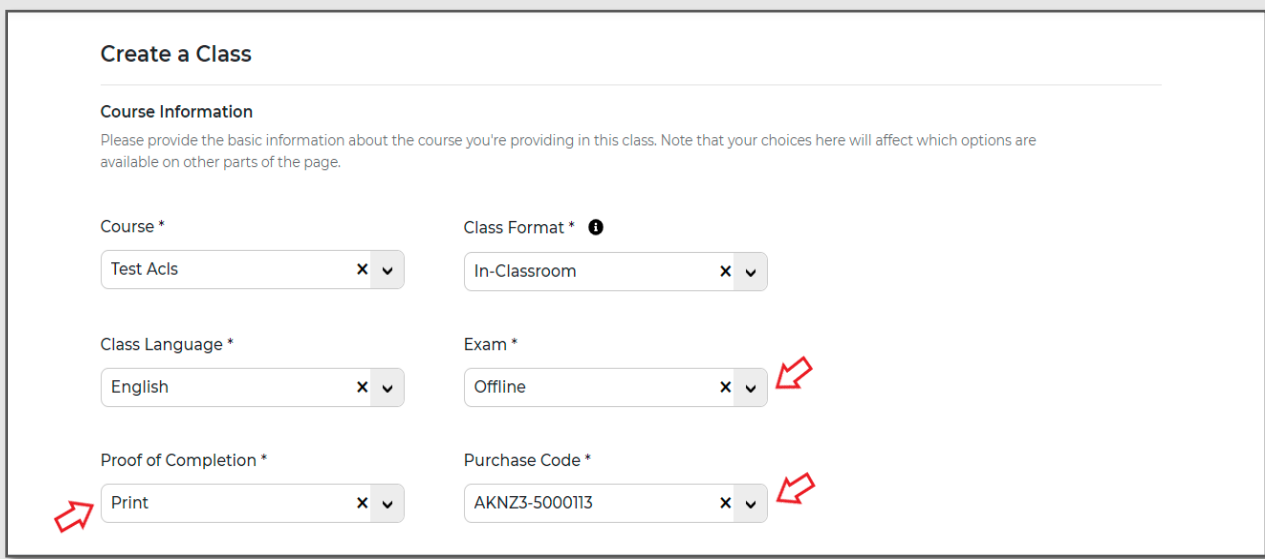 Create a Class
Course Information
Please provide the basic information about the course you're providing in this class. Note that your choices here will affect which options are
available on other parts of the page.
Course *
Class Format *
Test Acls
In-Classroom
Class Language *
Exam *
English
Offline
Proof of Completion *
Purchase Code *
Print
AKNZ3-5000113